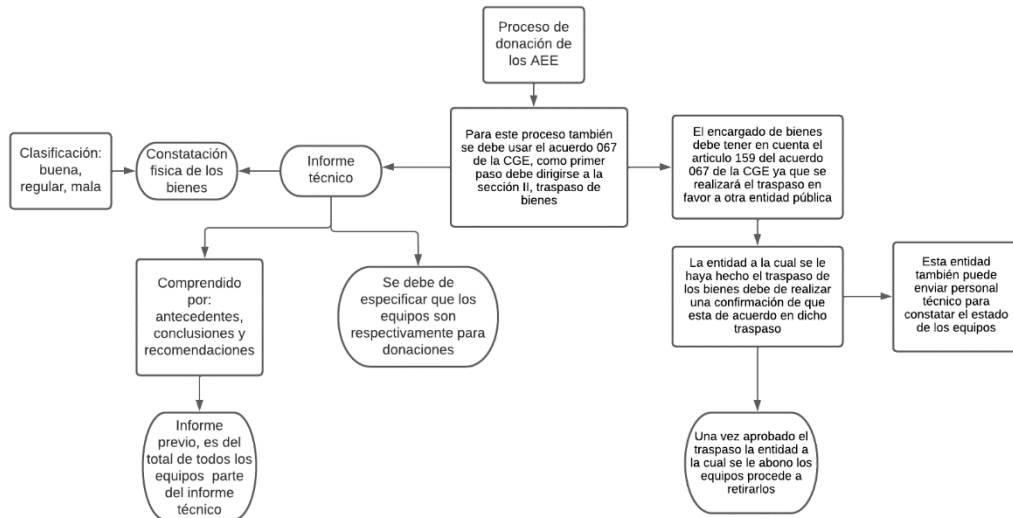 Proceso de
donación de
los AEE
Para este proceso también
se debe usar el acuerdo 067
de la CGE, como primer
paso debe dirigirse a la
sección II, traspaso de
bienes
El encargado de bienes
debe tener en cuenta el
articulo 159 del acuerdo
067 de la CGE ya que se
realizará el traspaso en
favor a otra entidad pública
Informe
técnico
Constatación
fisica de los
bienes
Clasificación:
buena,
regular, mala
Comprendido
por:
antecedentes,
conclusiones y
recomendaciones
Se debe de
especificar que los
equipos son
respectivamente para
donaciones
La entidad a la cual se le
haya hecho el traspaso de
los bienes debe de realizar
una confirmación de que
esta de acuerdo en dicho
traspaso
Esta entidad
también puede
enviar personal
técnico para
constatar el estado
de los equipos
Informe
previo, es del
total de todos los
equipos parte
del informe
técnico
Una vez aprobado el
traspaso la entidad a
la cual se le abono los
equipos procede a
retirarlos